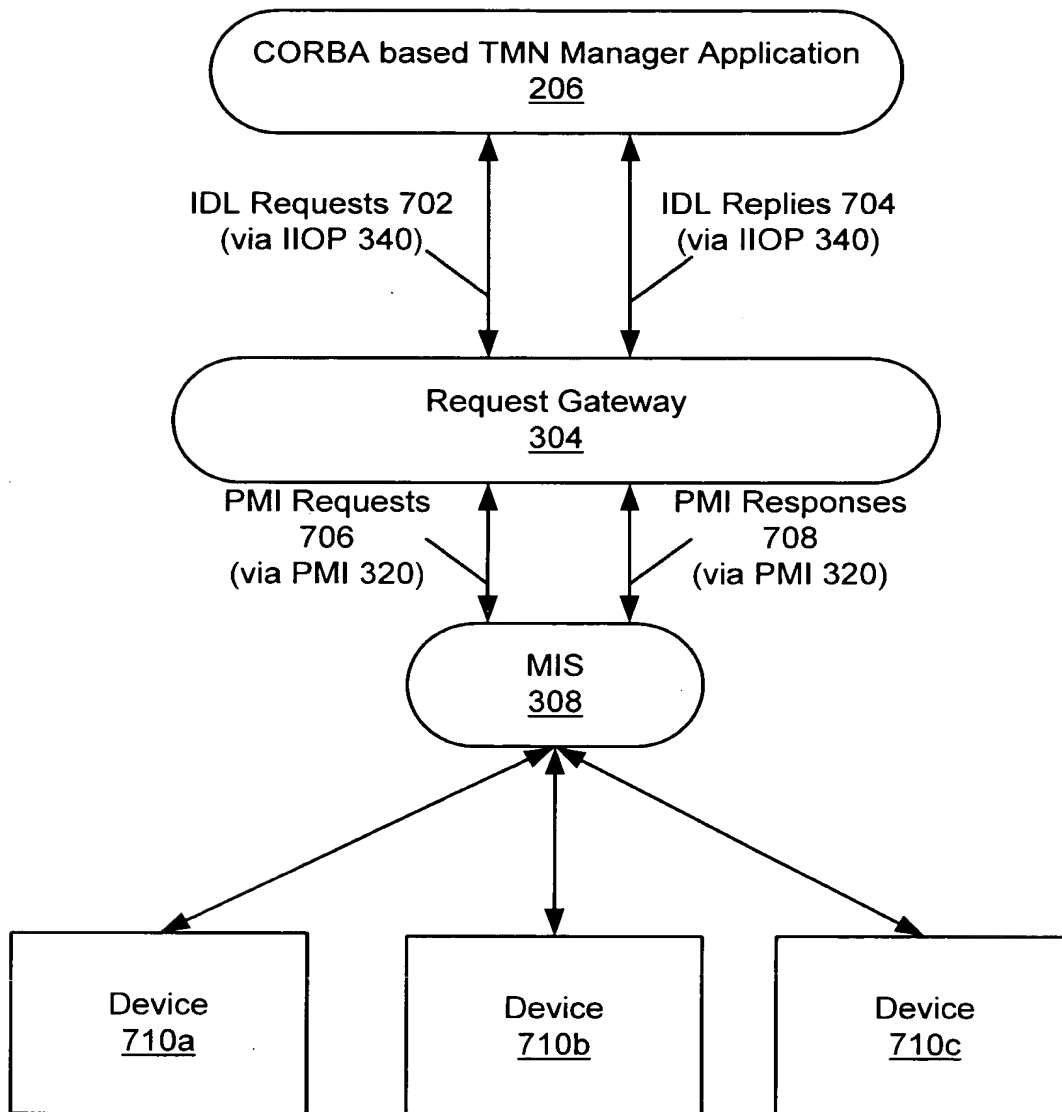 CORBA based TMN Manager Application
206
IDL Requests 702
(via IIOP 340)
IDL Replies 704
(via IIOP 340)
Request Gateway
304
PMI Requests
706
(via PMI 320)
PMI Responses
708
(via PMI 320)
MIS
308
Device
710a
Device
710b
Device
710c